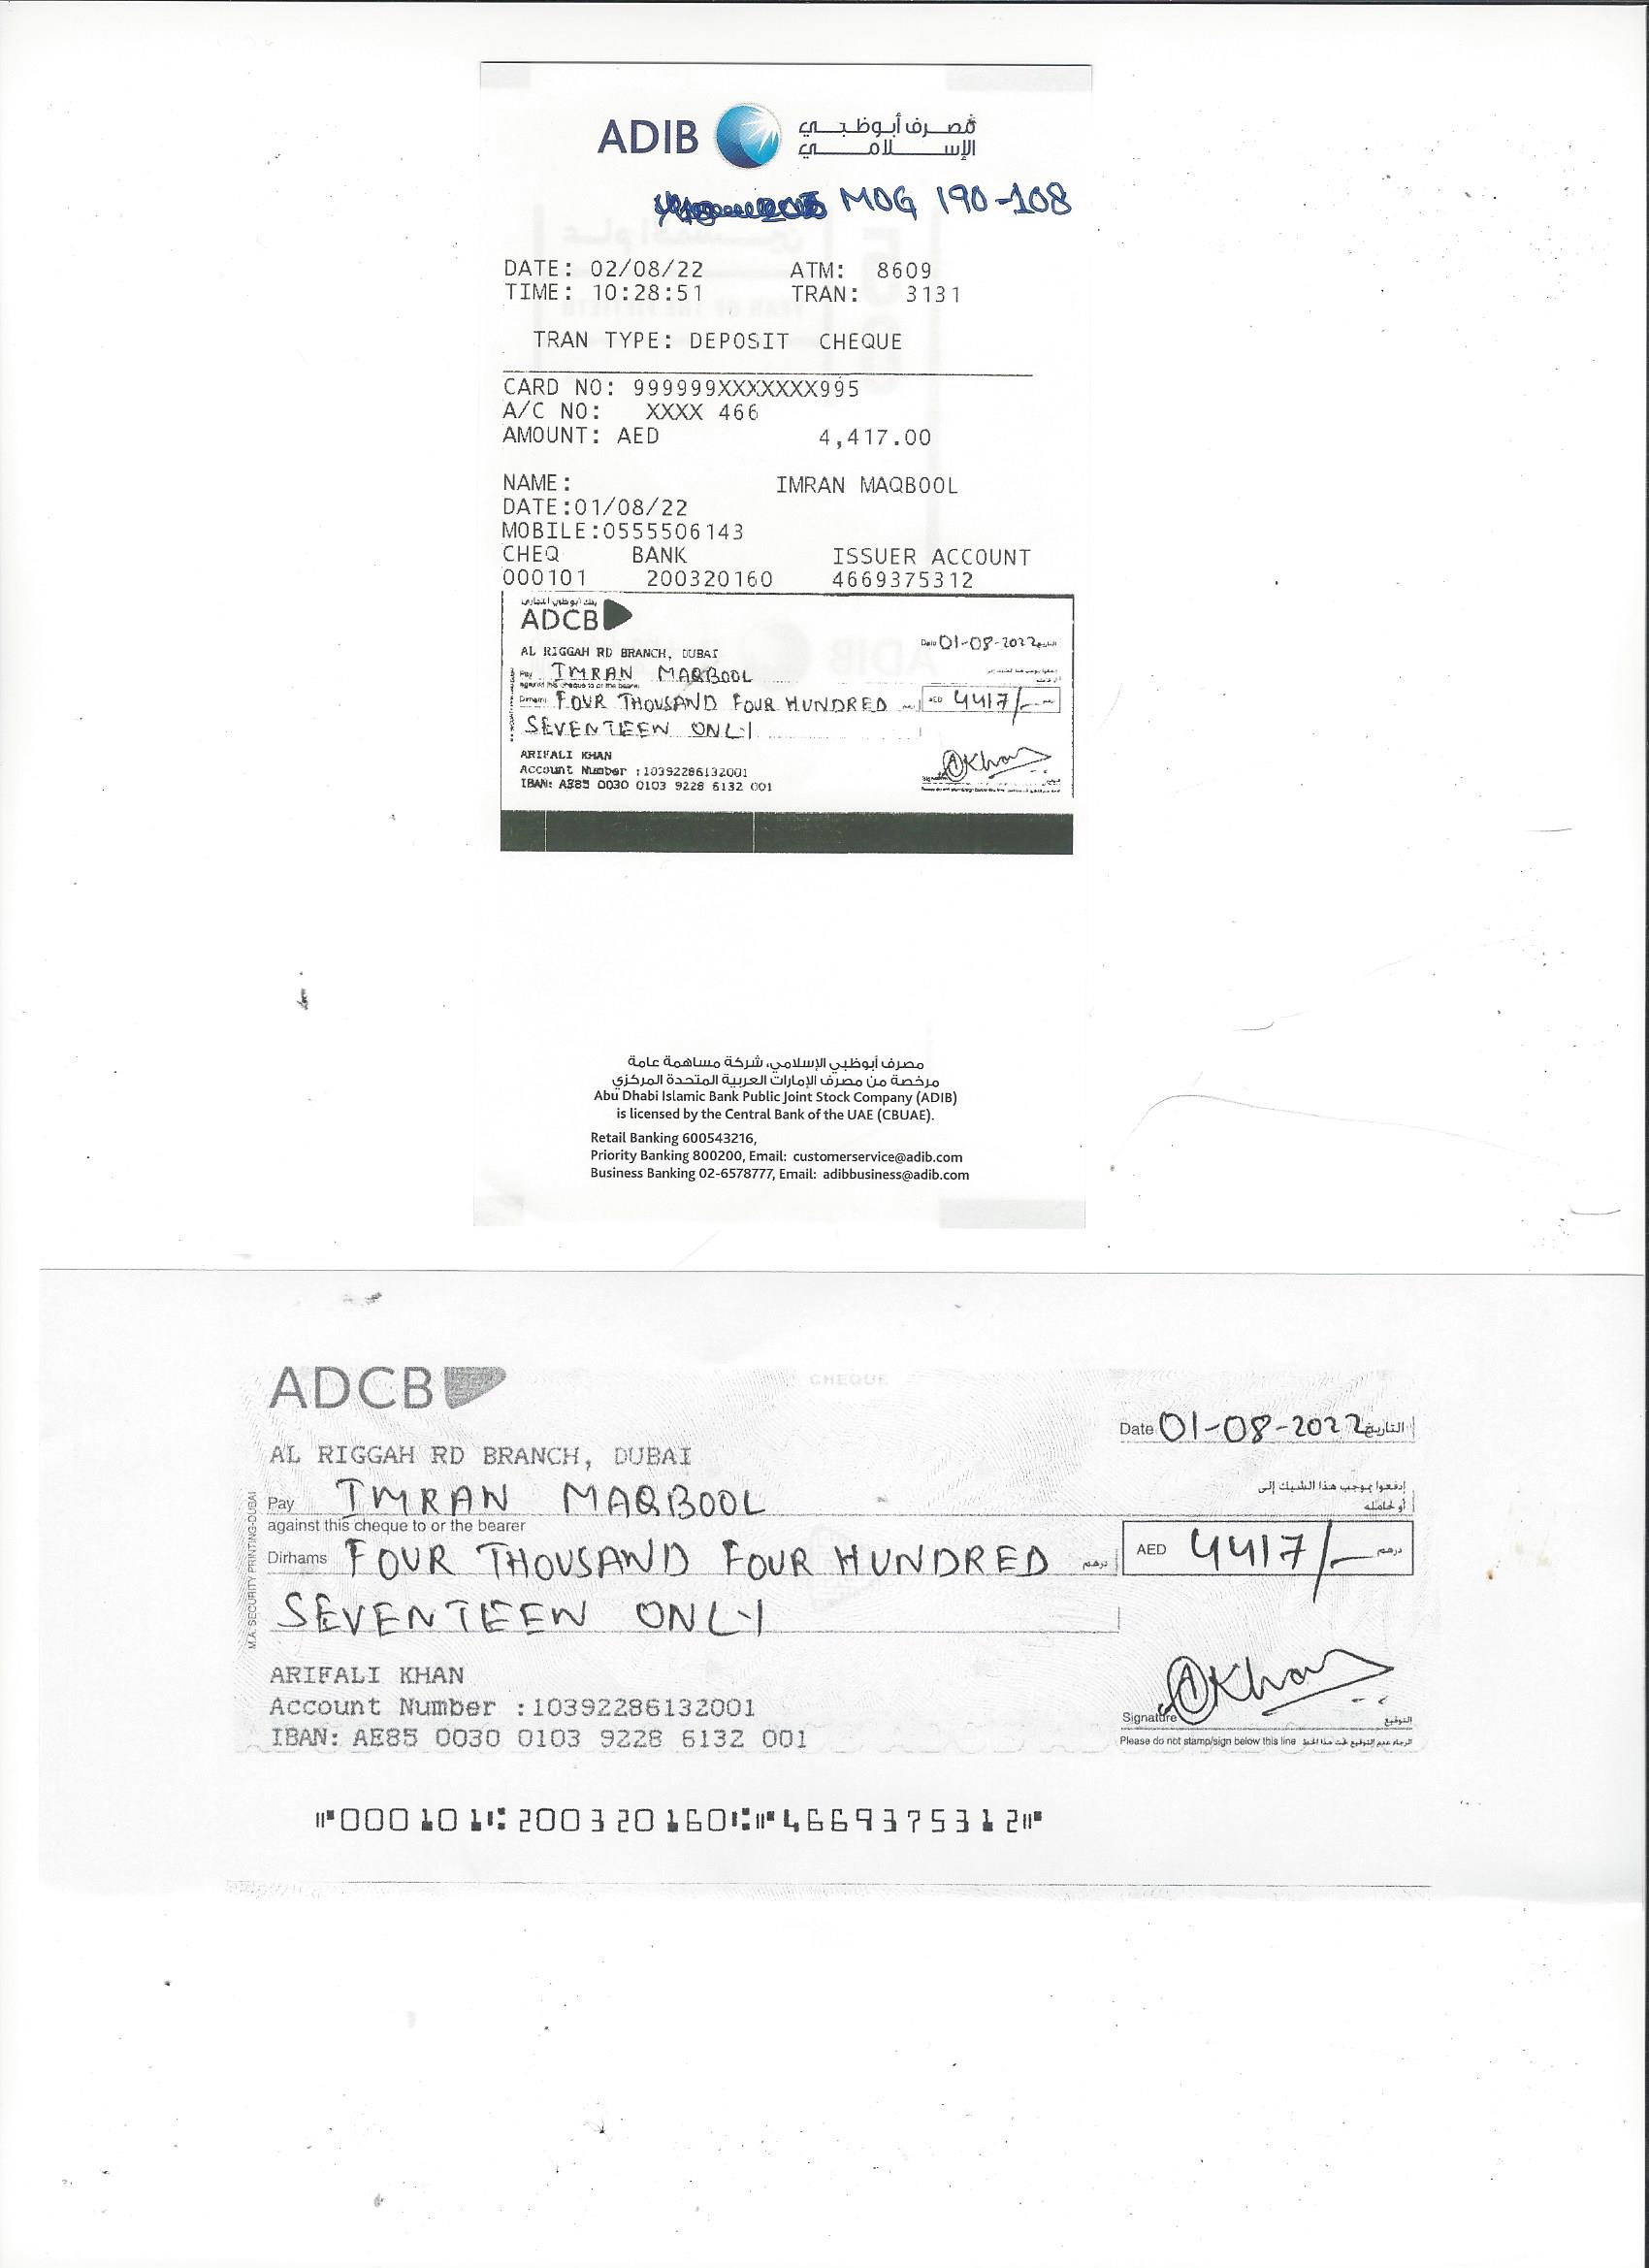 ADIB مصرف أبوظبي
الإسلامي
MOG 190-108
DATE: 02/08/22 ATM: 8609
TIME: 10:28:51 TRAN: 3131
TRAN TYPE: DEPOSIT CHEQUE
CARD NO: 999999XXXXXXX995
A/C NO: XXXX 466
AMOUNT: AED 4,417.00
NAME: IMRAN MAQBOOL
DATE:01/08/22
MOBILE:0555506143
CHEQ BANK ISSUER ACCOUNT
000101 200320160 4669375312
بنك أبوظبي التجاري
ADCB
Date 01-08-2022 التاريخ
AL RIGGAH RD BRANCH, DUBAI
Pay IMRAN MAQBOOL
against this cheque to or the bearer
Dirhams FOUR THOUSAND FOUR HUNDRED AED 4417/-
SEVENTEEN ONLY
ARIFALI KHAN
Account Number :10392286132001
IBAN: AE85 0030 0103 9228 6132 001
AKhan
مصرف أبوظبي الإسلامي، شركة مساهمة عامة
مرخصة من مصرف الإمارات العربية المتحدة المركزي
Abu Dhabi Islamic Bank Public Joint Stock Company (ADIB)
is licensed by the Central Bank of the UAE (CBUAE).
Retail Banking 600543216,
Priority Banking 800200, Email: customerservice@adib.com
Business Banking 02-6578777, Email: adibbusiness@adib.com
CHEQUE
ADCB
Date 01-08-2022 التاريخ
AL RIGGAH RD BRANCH, DUBAI
إدفعوا بموجب هذا الشيك إلى
Pay IMRAN MAQBOOL أو لحامله
against this cheque to or the bearer
Dirhams FOUR THOUSAND FOUR HUNDRED درهم AED 4417/- درهم
SEVENTEEN ONLY
M.A. SECURITY PRINTING-DUBAI
ARIFALI KHAN
Account Number :10392286132001
IBAN: AE85 0030 0103 9228 6132 001
AKhan
Signature التوقيع
Please do not stamp/sign below this line الرجاء عدم التوقيع تحت هذا الخط
⑈000101⑆200320160⑆⑈4669375312⑈